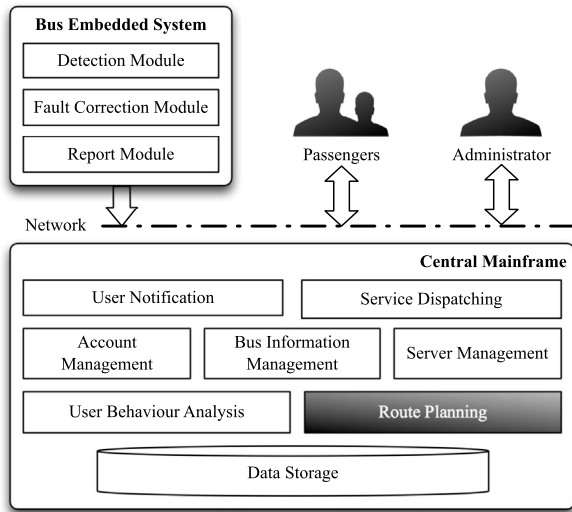 Bus Embedded System
Detection Module
Fault Correction Module
Report Module
Passengers
Administrator
Network
Central Mainframe
User Notification
Service Dispatching
Account
Management
Bus Information
Management
Server Management
User Behaviour Analysis
Route Planning
Data Storage